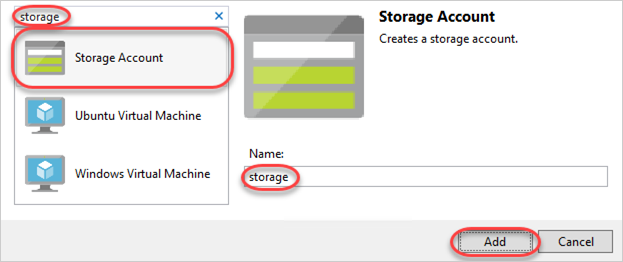 storage
Storage Account
Ubuntu Virtual Machine
Windows Virtual Machine
Storage Account
Creates a storage account.
Name:
storage
Add
Cancel